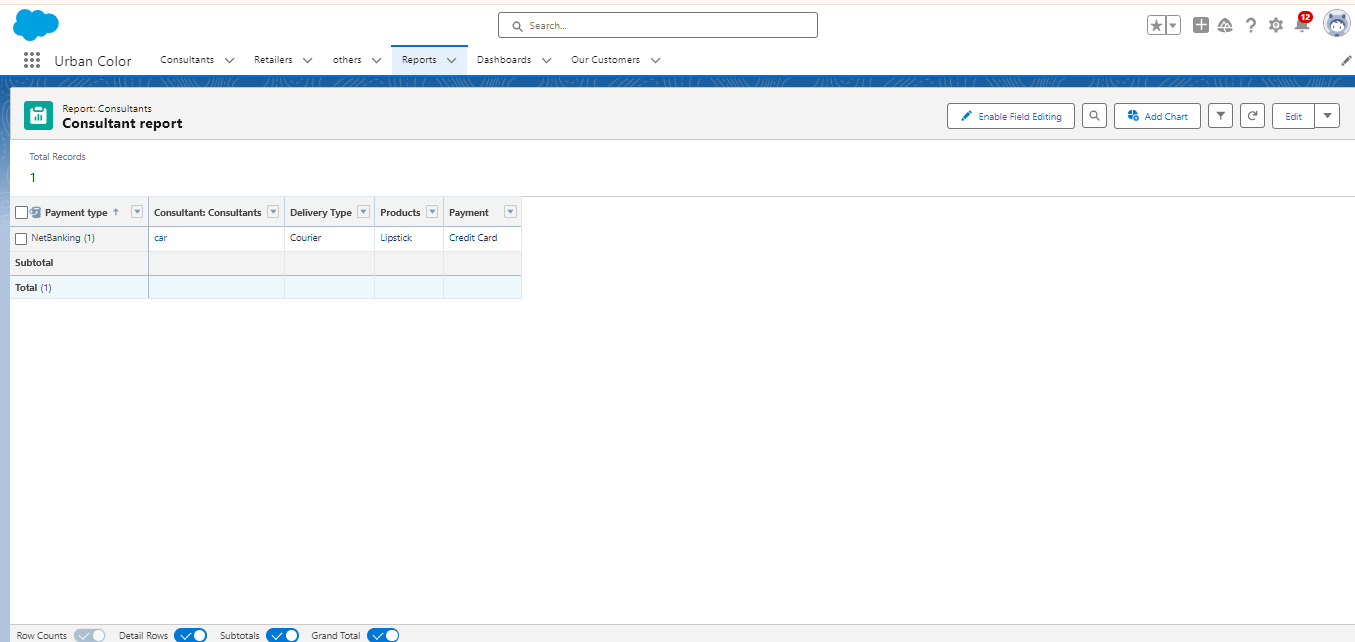 Search...
12
Urban Color Consultants Retailers others Reports Dashboards Our Customers
Report: Consultants
Consultant report
Enable Field Editing Add Chart Edit
Total Records
1
Payment type ↑ Consultant: Consultants Delivery Type Products Payment
NetBanking (1) car Courier Lipstick Credit Card
Subtotal
Total (1)
Row Counts Detail Rows Subtotals Grand Total